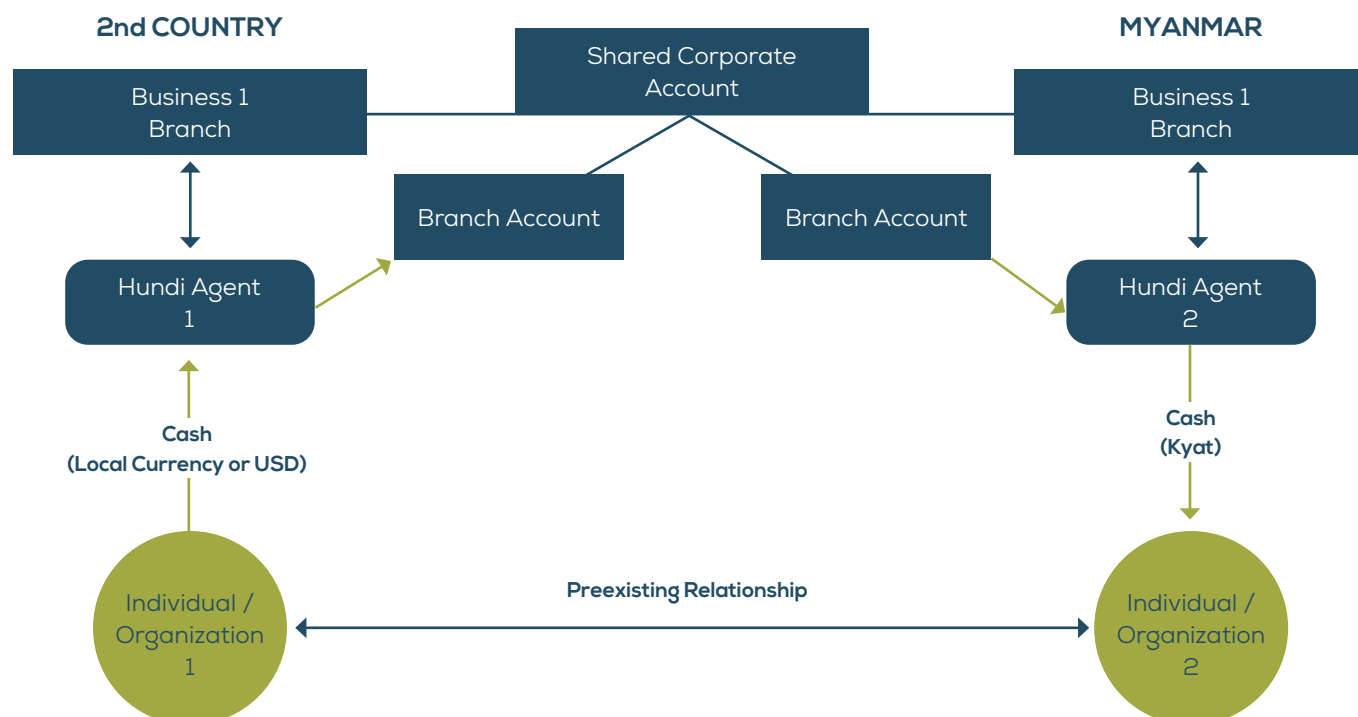 2nd COUNTRY
MYANMAR
Shared Corporate
Account
Business 1
Branch
Business 1
Branch
Branch Account
Branch Account
Hundi Agent
1
Hundi Agent
2
Cash
(Local Currency or USD)
Cash
(Kyat)
Preexisting Relationship
Individual /
Organization
1
Individual /
Organization
2